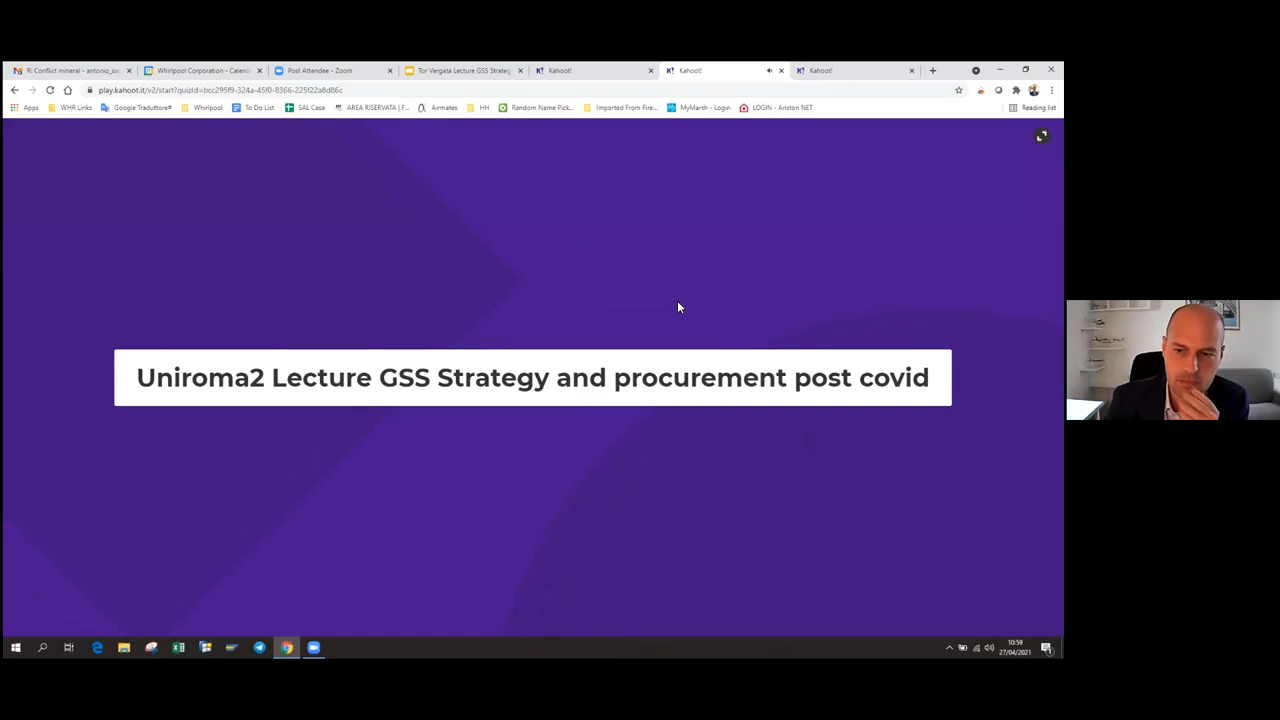 R: Conflict mineral - antonio_sa
Whirlpool Corporation - Calend
Post Attendee - Zoom
Tor Vergata Lecture GSS Strateg
Kahoot!
Kahoot!
Kahoot!
play.kahoot.it/v2/start?quizId=bcc295f9-324a-45f0-8366-225f22a8d86c
Apps
WHR Links
Google Traduttore#
Whirlpool
To Do List
SAL Casa
AREA RISERVATA | F...
Airmates
HH
Random Name Pick...
Imported From Fire...
MyMarsh - Login
LOGIN - Ariston NET
Reading list
Uniroma2 Lecture GSS Strategy and procurement post covid
10:59
27/04/2021